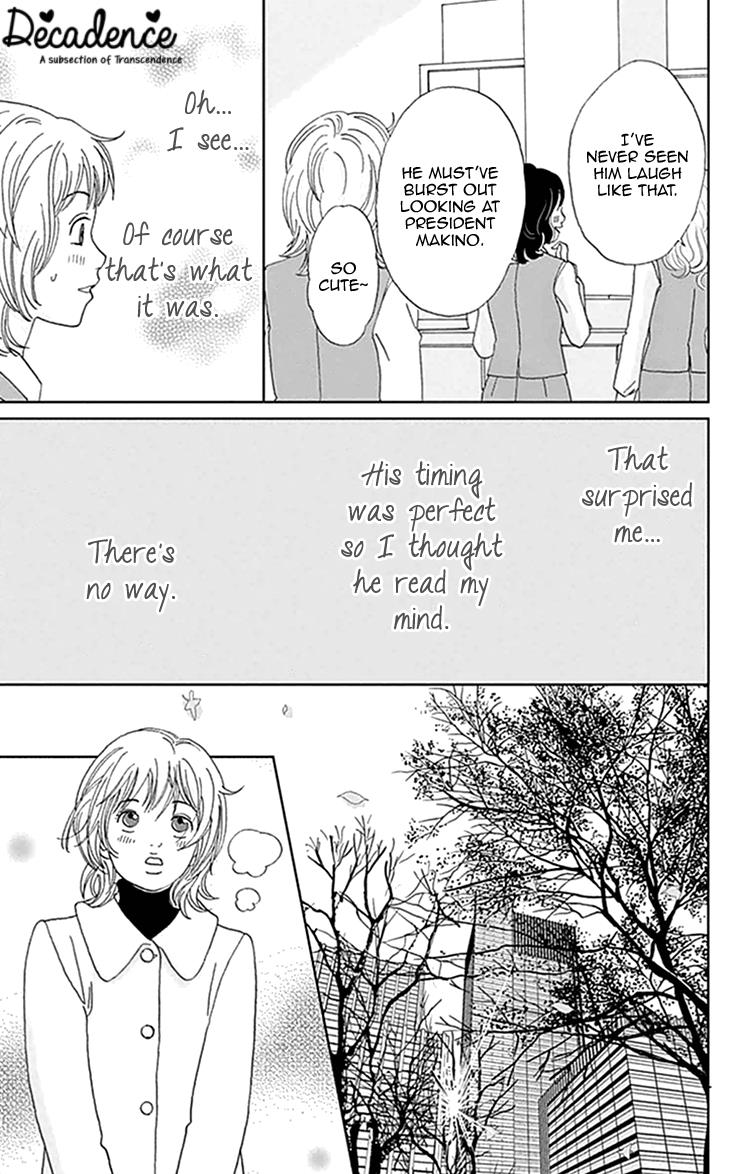 Decadence
A subsection of Transcendence
I'VE
NEVER SEEN
HIM LAUGH
LIKE THAT.
HE MUST'VE
BURST OUT
LOOKING AT
PRESIDENT
MAKINO.
SO
CUTE~
Oh...
I see...
Of course
that's what
it was.
That
surprised
me...
His timing
was perfect
so I thought
he read my
mind.
There's
no way.